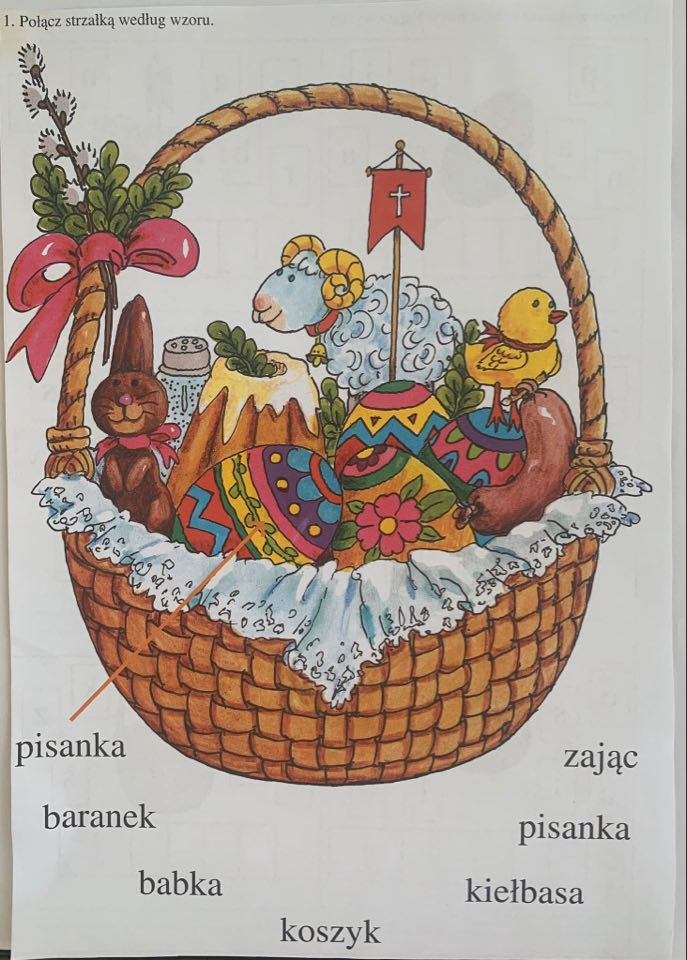 1. Połącz strzałką według wzoru.
pisanka
zając
baranek
pisanka
babka
kiełbasa
koszyk